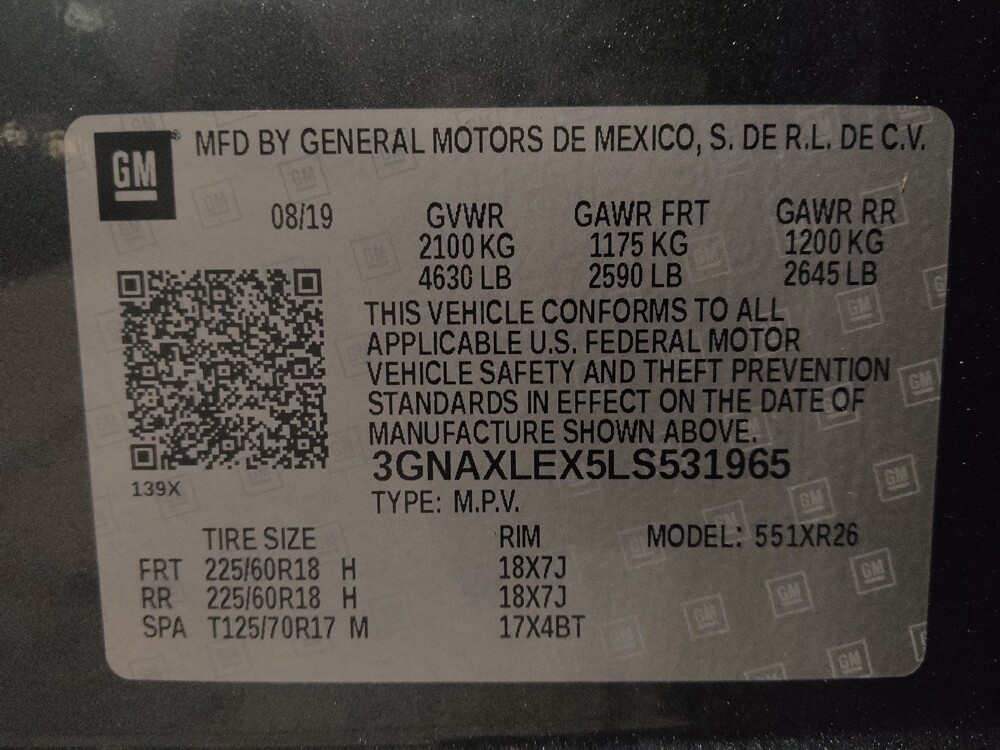 GM ® MFD BY GENERAL MOTORS DE MEXICO, S. DE R.L. DE C.V.
08/19 GVWR GAWR FRT GAWR RR
2100 KG 1175 KG 1200 KG
4630 LB 2590 LB 2645 LB
THIS VEHICLE CONFORMS TO ALL
APPLICABLE U.S. FEDERAL MOTOR
VEHICLE SAFETY AND THEFT PREVENTION
STANDARDS IN EFFECT ON THE DATE OF
MANUFACTURE SHOWN ABOVE.
3GNAXLEX5LS531965
139X
TYPE: M.P.V.
TIRE SIZE RIM MODEL: 551XR26
FRT 225/60R18 H 18X7J
RR 225/60R18 H 18X7J
SPA T125/70R17 M 17X4BT